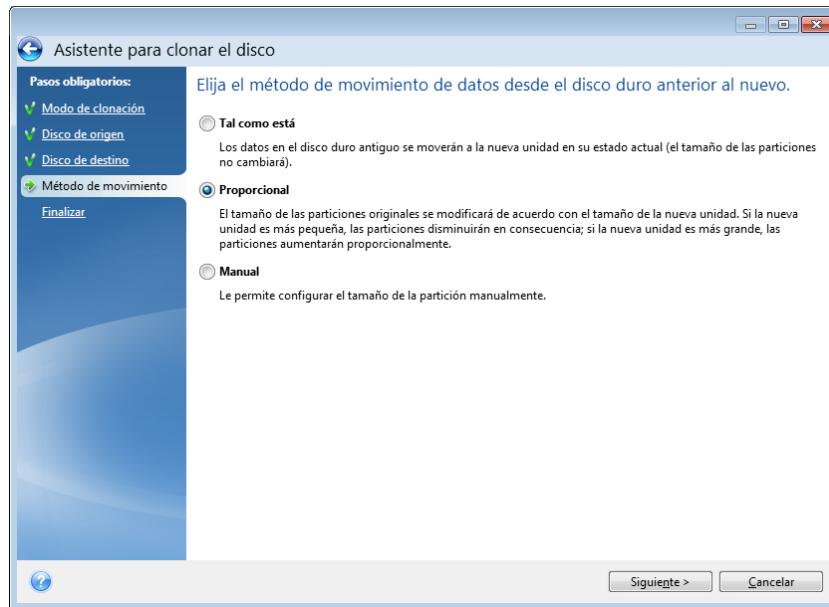 Asistente para clonar el disco
Pasos obligatorios:
Modo de clonación
Disco de origen
Disco de destino
Método de movimiento
Finalizar
Elija el método de movimiento de datos desde el disco duro anterior al nuevo.
Tal como está
Los datos en el disco duro antiguo se moverán a la nueva unidad en su estado actual (el tamaño de las particiones
no cambiará).
Proporcional
El tamaño de las particiones originales se modificará de acuerdo con el tamaño de la nueva unidad. Si la nueva
unidad es más pequeña, las particiones disminuirán en consecuencia; si la nueva unidad es más grande, las
particiones aumentarán proporcionalmente.
Manual
Le permite configurar el tamaño de la partición manualmente.
?
Siguiente >
Cancelar